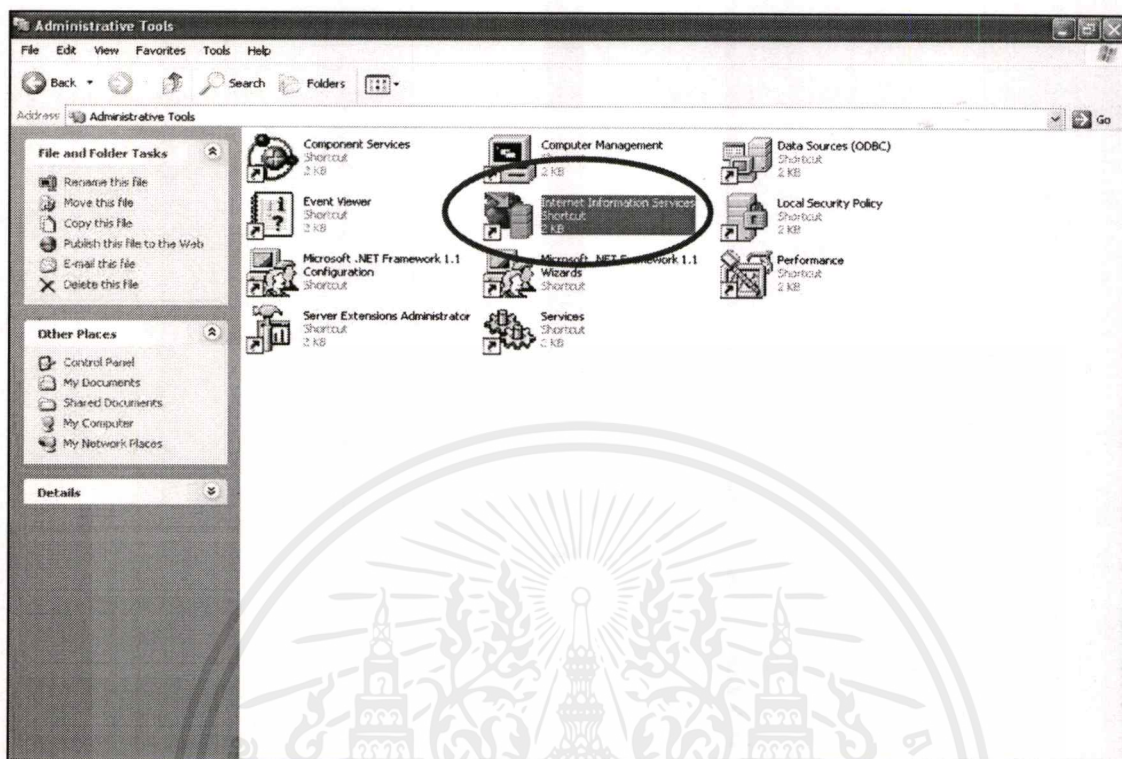 Administrative Tools
File Edit View Favorites Tools Help
Back Search Folders
Address Administrative Tools Go
File and Folder Tasks
Rename this file
Move this file
Copy this file
Publish this file to the Web
E-mail this file
Delete this file
Other Places
Control Panel
My Documents
Shared Documents
My Computer
My Network Places
Details
Component Services
Shortcut
2 KB
Computer Management
2 KB
Data Sources (ODBC)
Shortcut
2 KB
Event Viewer
Shortcut
2 KB
Internet Information Services
Shortcut
2 KB
Local Security Policy
Shortcut
2 KB
Microsoft .NET Framework 1.1
Configuration
Shortcut
Microsoft .NET Framework 1.1
Wizards
Shortcut
Performance
Shortcut
2 KB
Server Extensions Administrator
Shortcut
2 KB
Services
Shortcut
2 KB